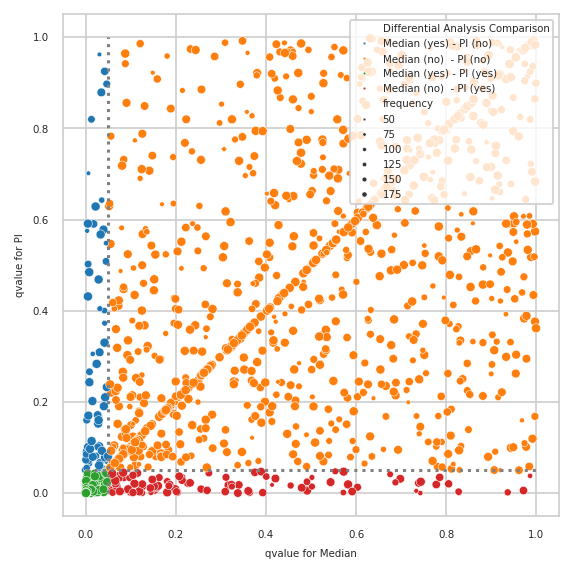 Differential Analysis Comparison
Median (yes) - PI (no)
Median (no)  - PI (no)
Median (yes) - PI (yes)
Median (no)  - PI (yes)
frequency
50
75
100
125
150
175
1.0
0.8
0.6
0.4
0.2
0.0
qvalue for PI
0.0 0.2 0.4 0.6 0.8 1.0
qvalue for Median